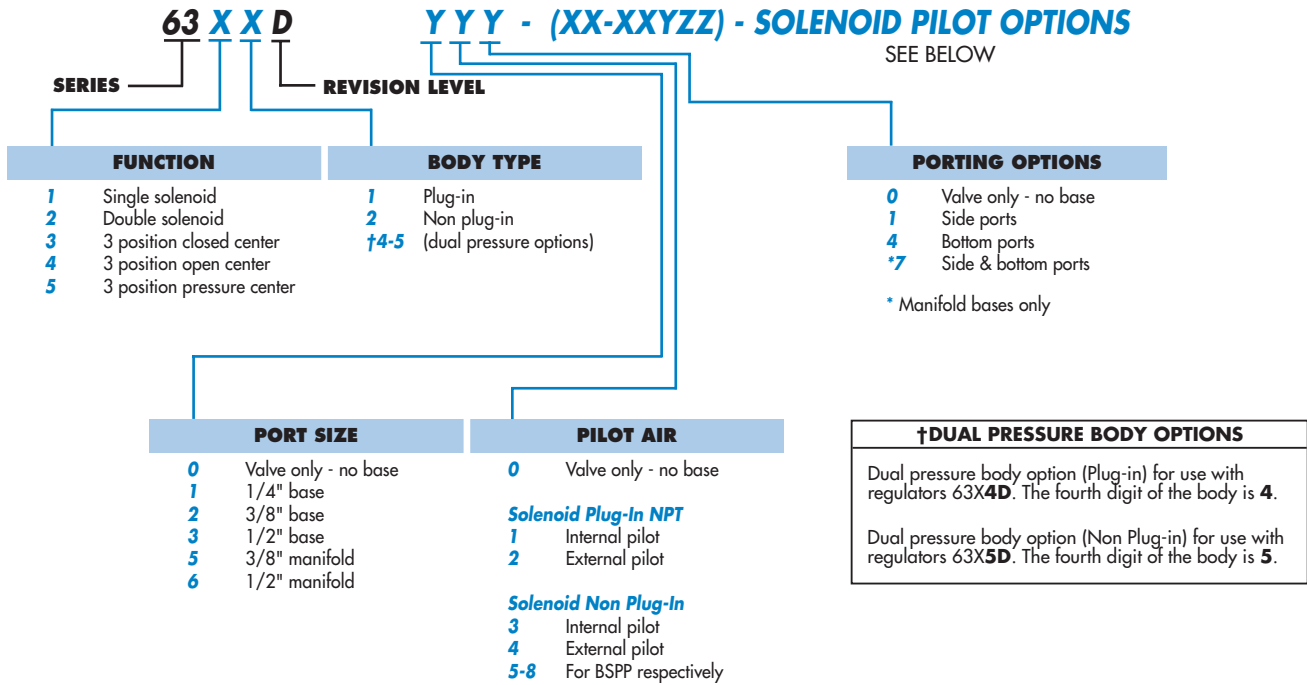 63 X X D Y Y Y - (XX-XXYZZ) - SOLENOID PILOT OPTIONS
SEE BELOW
SERIES
REVISION LEVEL
FUNCTION
1 Single solenoid
2 Double solenoid
3 3 position closed center
4 3 position open center
5 3 position pressure center
BODY TYPE
1 Plug-in
2 Non plug-in
†4-5 (dual pressure options)
PORTING OPTIONS
0 Valve only - no base
1 Side ports
4 Bottom ports
*7 Side & bottom ports
* Manifold bases only
PORT SIZE
0 Valve only - no base
1 1/4" base
2 3/8" base
3 1/2" base
5 3/8" manifold
6 1/2" manifold
PILOT AIR
0 Valve only - no base
Solenoid Plug-In NPT
1 Internal pilot
2 External pilot
Solenoid Non Plug-In
3 Internal pilot
4 External pilot
5-8 For BSPP respectively
†DUAL PRESSURE BODY OPTIONS
Dual pressure body option (Plug-in) for use with
regulators 63X4D. The fourth digit of the body is 4.
Dual pressure body option (Non Plug-in) for use with
regulators 63X5D. The fourth digit of the body is 5.